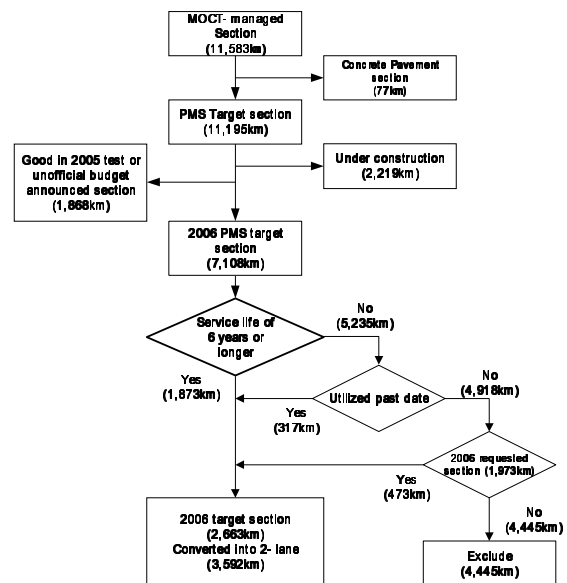 MOCT- managed
Section
(11,583km)
Concrete Pavement
section
(77km)
PMS Target section
(11,195km)
Good in 2005 test or
unofficial budget
announced section
(1,868km)
Under construction
(2,219km)
2006 PMS target
section
(7,108km)
Service life of
6 years or
longer
No
(5,235km)
Yes
(1,873km)
Utilized past date
No
(4,918km)
Yes
(317km)
2006 requested
section (1,973km)
Yes
(473km)
No
(4,445km)
2006 target section
(2,663km)
Converted into 2- lane
(3,592km)
Exclude
(4,445km)